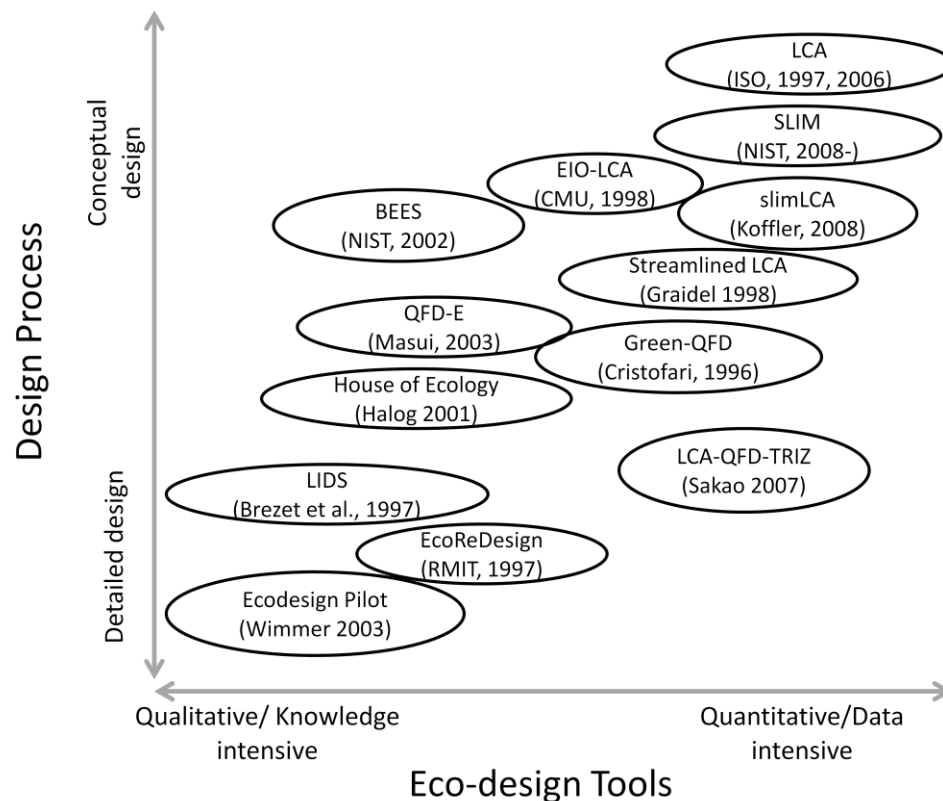 LCA
(ISO, 1997, 2006)
SLIM
(NIST, 2008-)
EIO-LCA
(CMU, 1998)
slimLCA
(Koffler, 2008)
BEES
(NIST, 2002)
Streamlined LCA
(Graidel 1998)
QFD-E
(Masui, 2003)
Green-QFD
(Cristofari, 1996)
House of Ecology
(Halog 2001)
LCA-QFD-TRIZ
(Sakao 2007)
LIDS
(Brezet et al., 1997)
EcoReDesign
(RMIT, 1997)
Ecodesign Pilot
(Wimmer 2003)
Design Process
Conceptual
design
Detailed design
Qualitative/ Knowledge
intensive
Quantitative/Data
intensive
Eco-design Tools